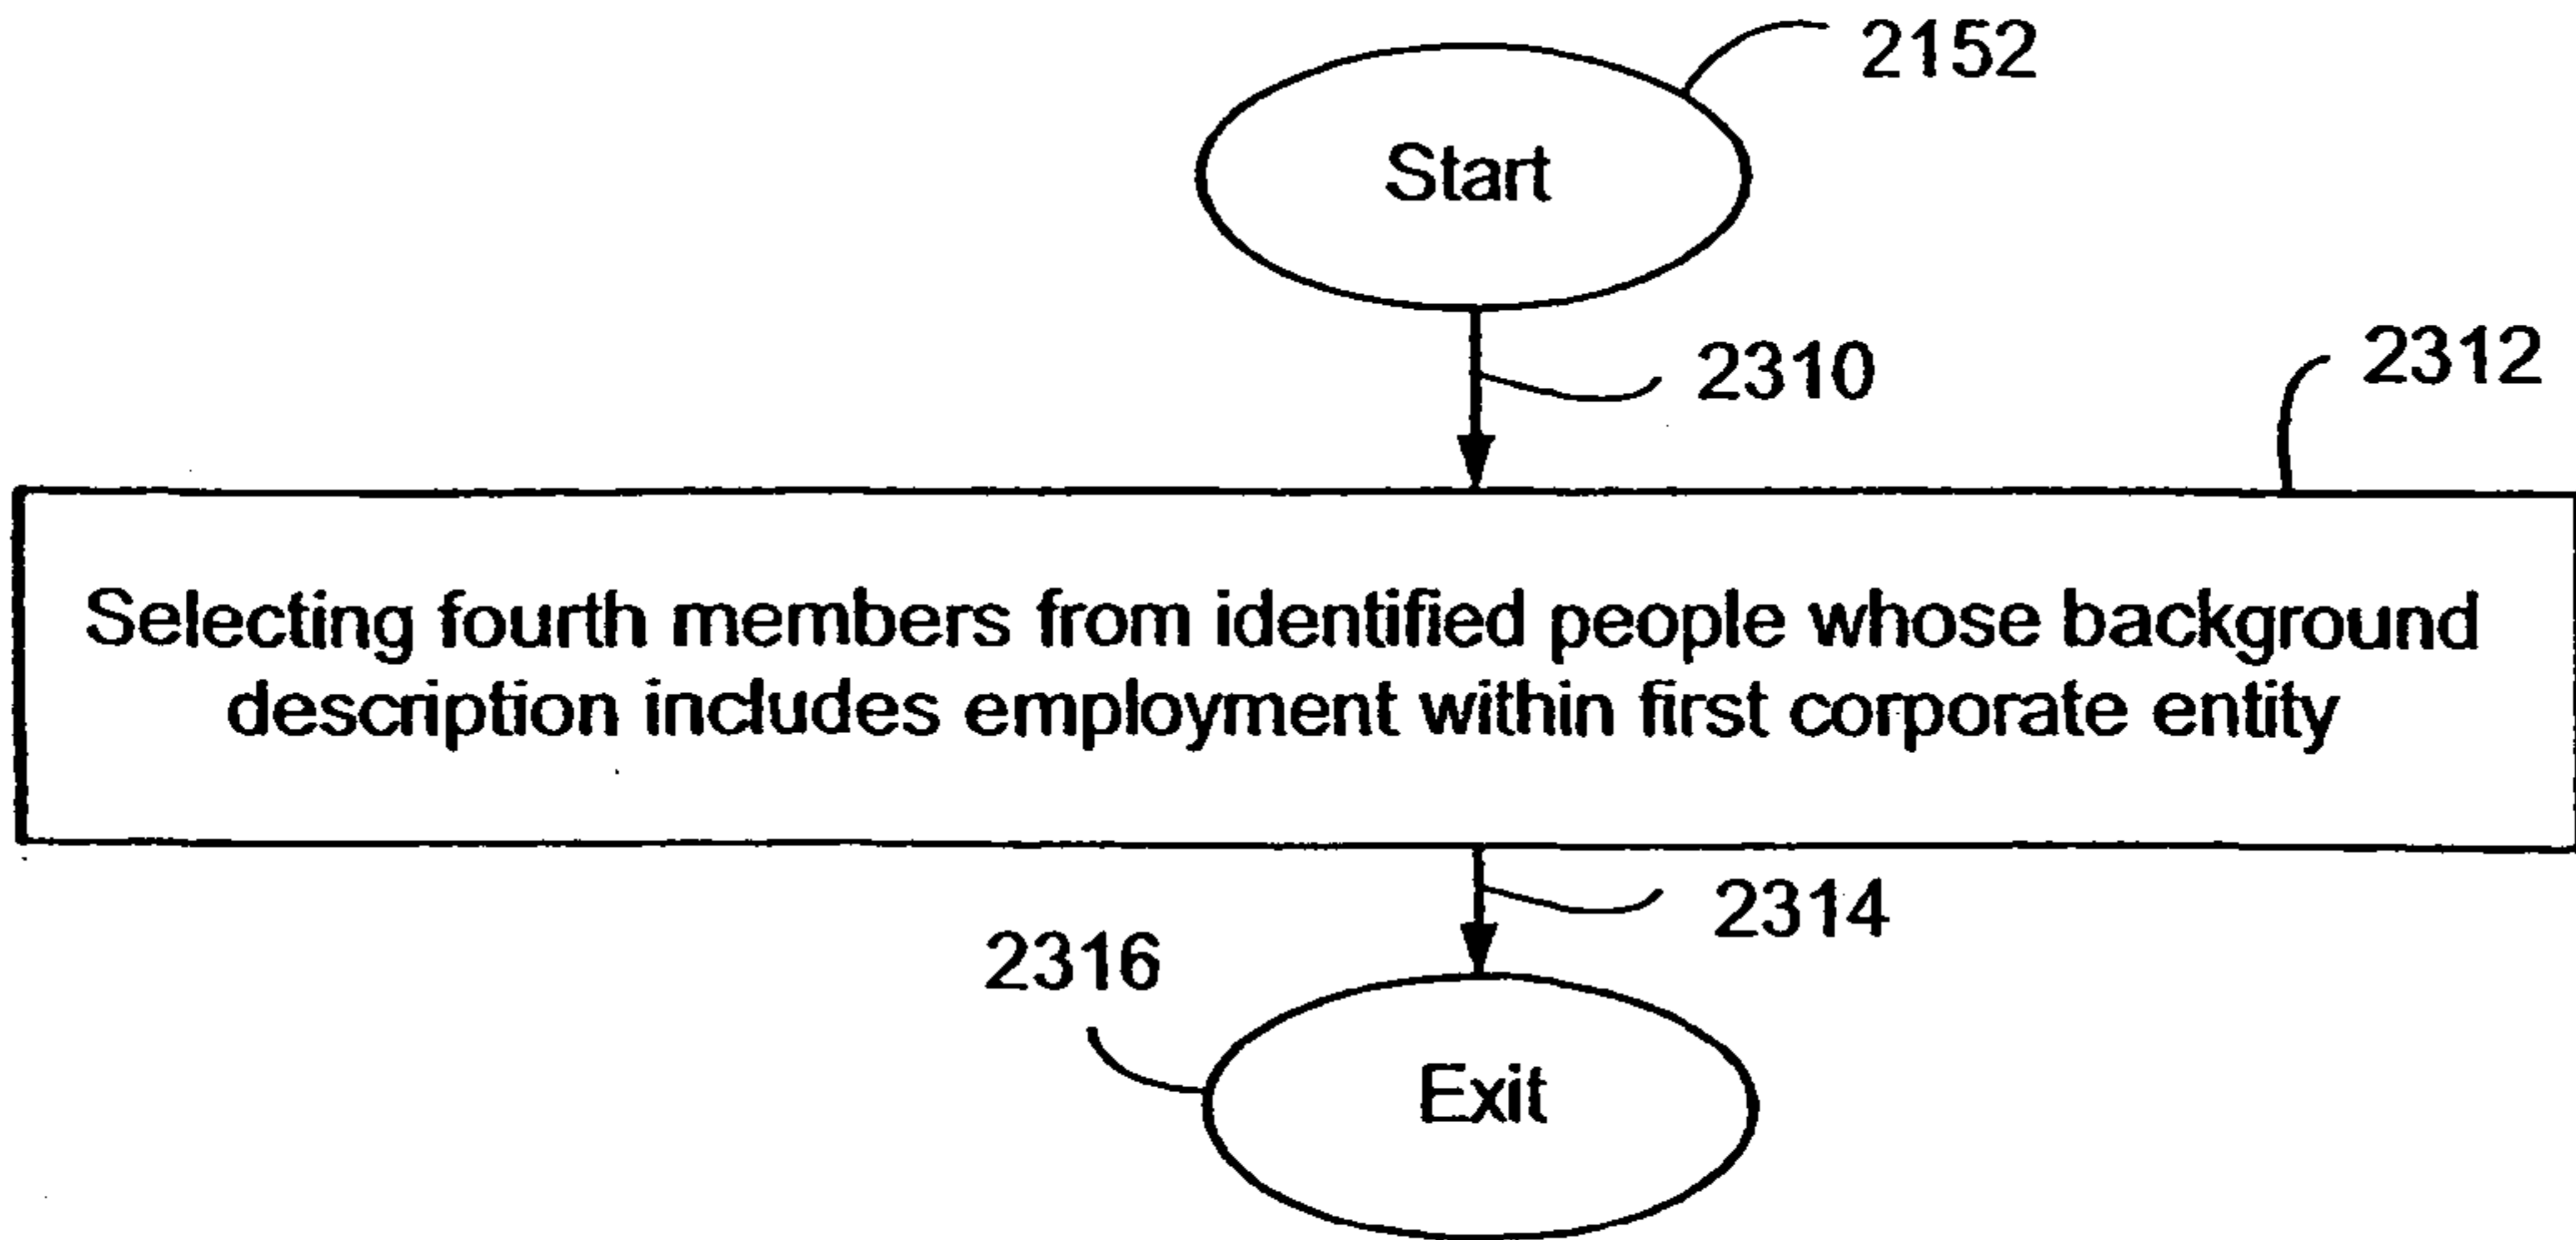 2152
Start
2310
2312
Selecting fourth members from identified people whose background
description includes employment within first corporate entity
2314
2316
Exit